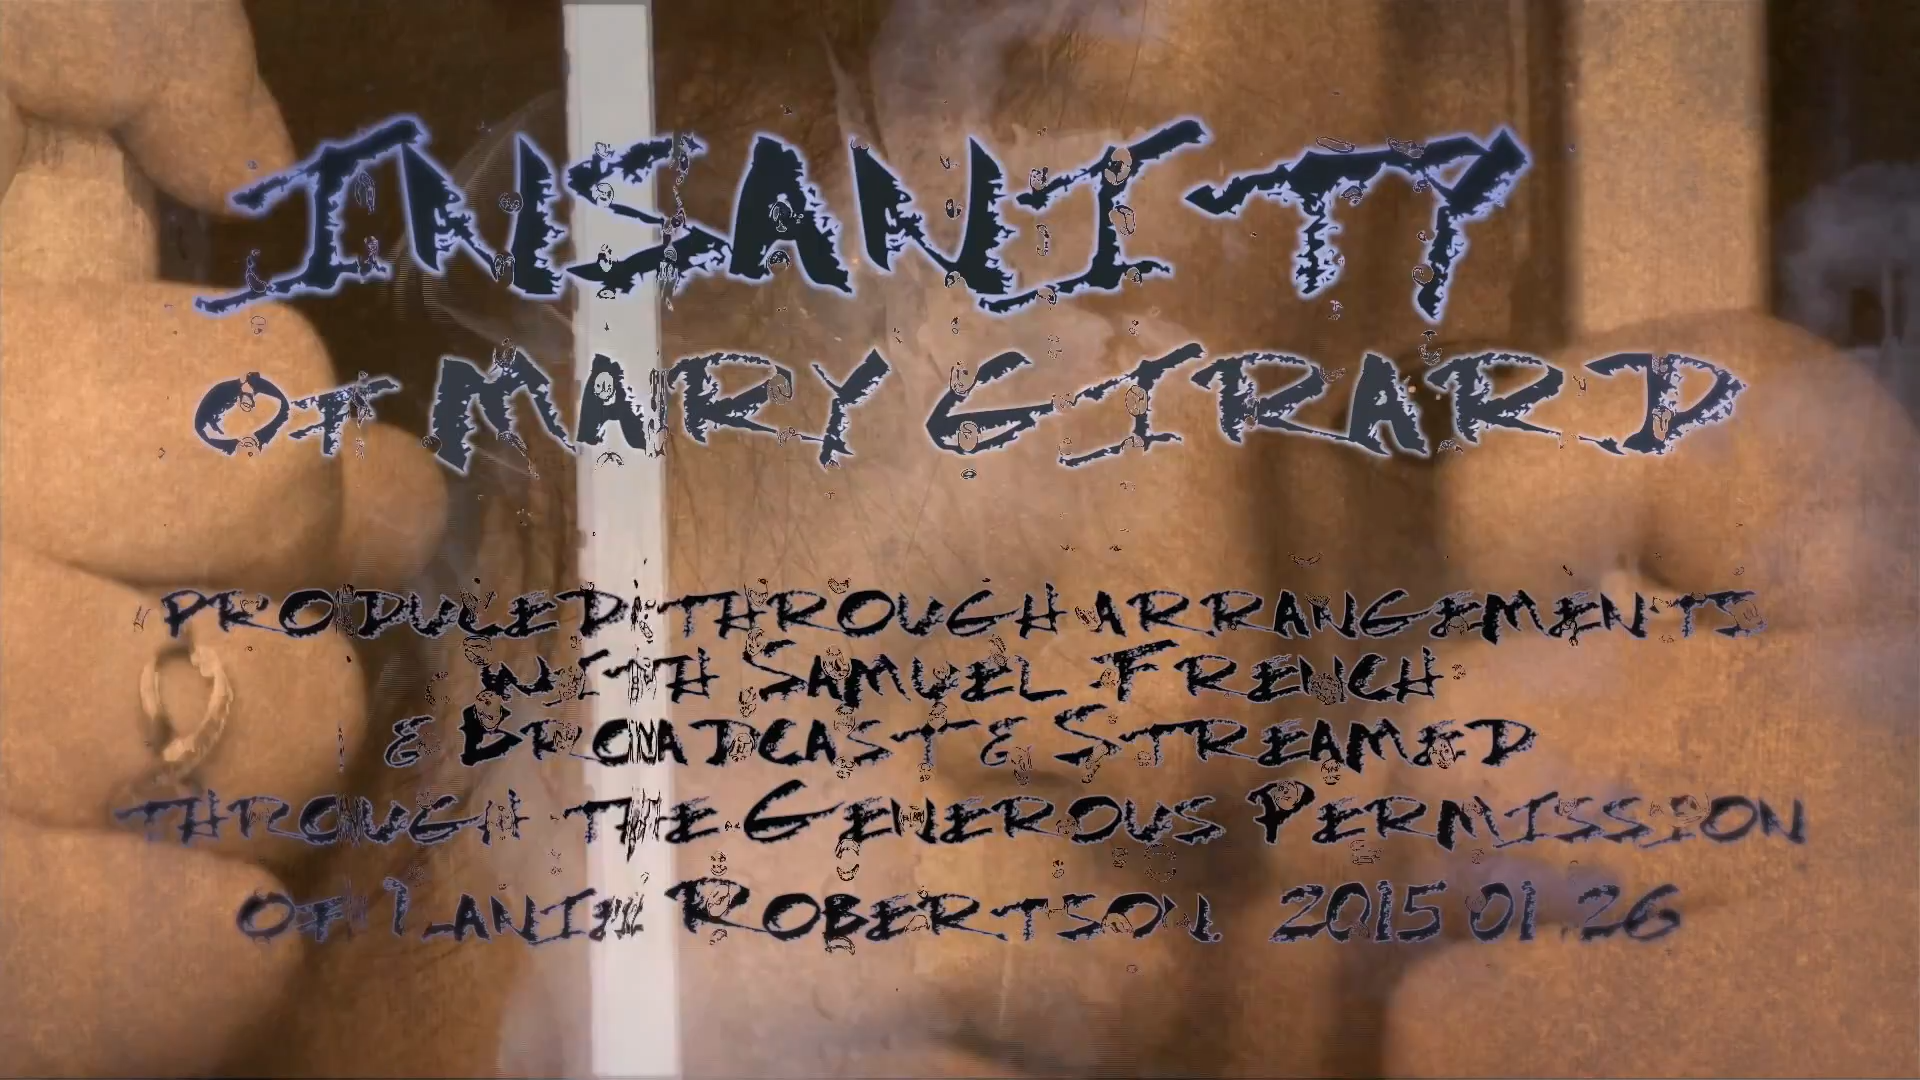 INSANITY
OF MARY GIRARD
PRODUCED THROUGH ARRANGEMENTS
WITH SAMUEL FRENCH
& BROADCAST & STREAMED
THROUGH THE GENEROUS PERMISSION
OF LANIE ROBERTSON. 2015 01 26